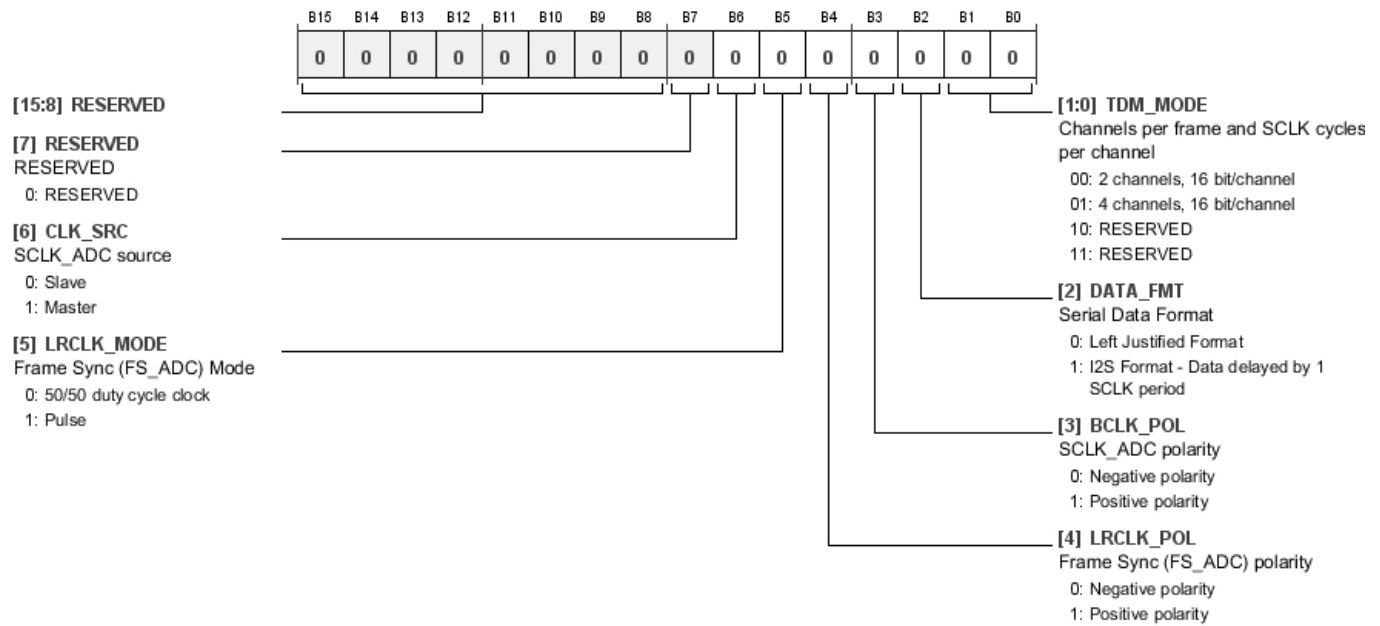 B15 B14 B13 B12 B11 B10 B9 B8 B7 B6 B5 B4 B3 B2 B1 B0
0 0 0 0 0 0 0 0 0 0 0 0 0 0 0 0
[15:8] RESERVED
[7] RESERVED
RESERVED
0: RESERVED
[6] CLK_SRC
SCLK_ADC source
0: Slave
1: Master
[5] LRCLK_MODE
Frame Sync (FS_ADC) Mode
0: 50/50 duty cycle clock
1: Pulse
[1:0] TDM_MODE
Channels per frame and SCLK cycles
per channel
00: 2 channels, 16 bit/channel
01: 4 channels, 16 bit/channel
10: RESERVED
11: RESERVED
[2] DATA_FMT
Serial Data Format
0: Left Justified Format
1: I2S Format - Data delayed by 1
SCLK period
[3] BCLK_POL
SCLK_ADC polarity
0: Negative polarity
1: Positive polarity
[4] LRCLK_POL
Frame Sync (FS_ADC) polarity
0: Negative polarity
1: Positive polarity